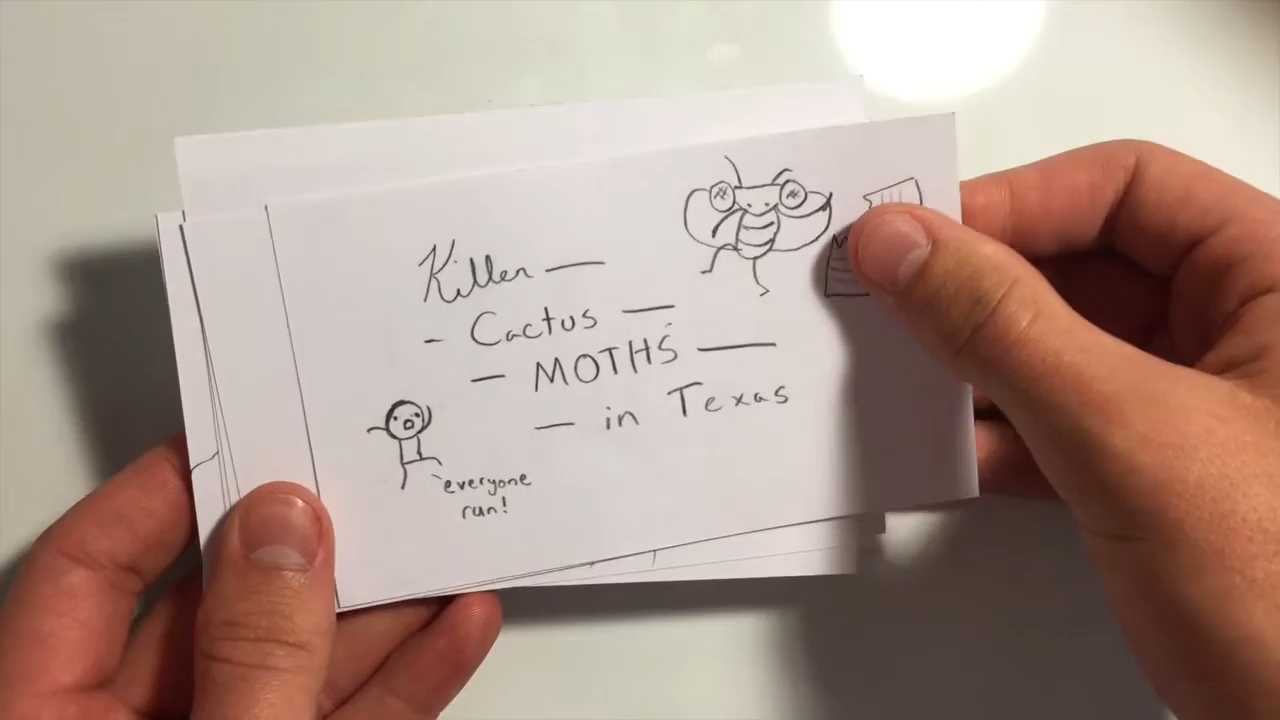 Killer —
- Cactus —
— MOTHS —
— in Texas
everyone
run!